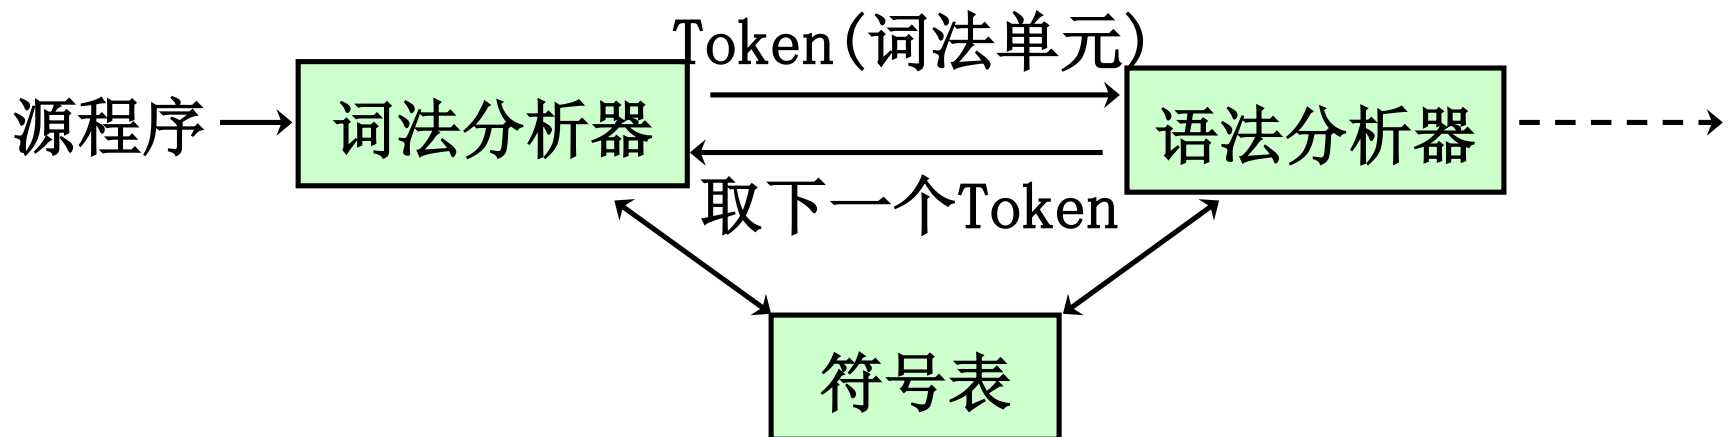 Token(词法单元)
源程序
词法分析器
语法分析器
取下一个Token
符号表